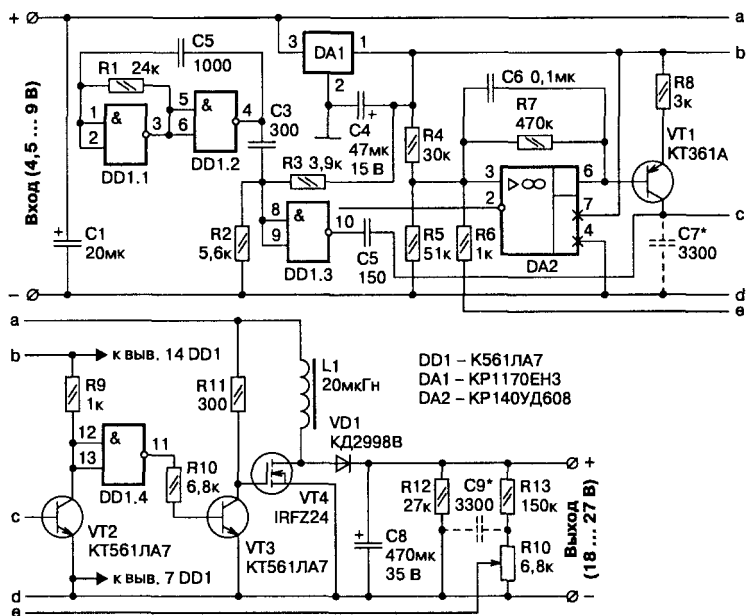 +
a
3
DA1
1
b
2
C5
1000
R1 24к
1
2
&
3
DD1.1
5
6
&
4
DD1.2
C3
300
C4
47мк
15 В
+
R4
30к
C6 0,1мк
R7
470к
R8
3к
VT1
КТ361А
Вход (4,5 ... 9 В)
R3 3,9к
3
2
▷∞
6
7
4
DA2
c
+
C1
20мк
R2
5,6к
8
9
&
10
DD1.3
C5
150
R5
51к
R6
1к
C7*
3300
–
d
e
a
b
к выв. 14 DD1
L1
20мкГн
DD1 – К561ЛА7
DA1 – КР1170ЕН3
DA2 – КР140УД608
R9
1к
R11
300
VD1
КД2998В
+
12
13
&
11
DD1.4
R10
6,8к
VT4
IRFZ24
R12
27к
C9*
3300
R13
150к
Выход
(18 ... 27 В)
c
VT2
КТ561ЛА7
VT3
КТ561ЛА7
+
C8
470мк
35 В
R10
6,8к
к выв. 7 DD1
d
–
e